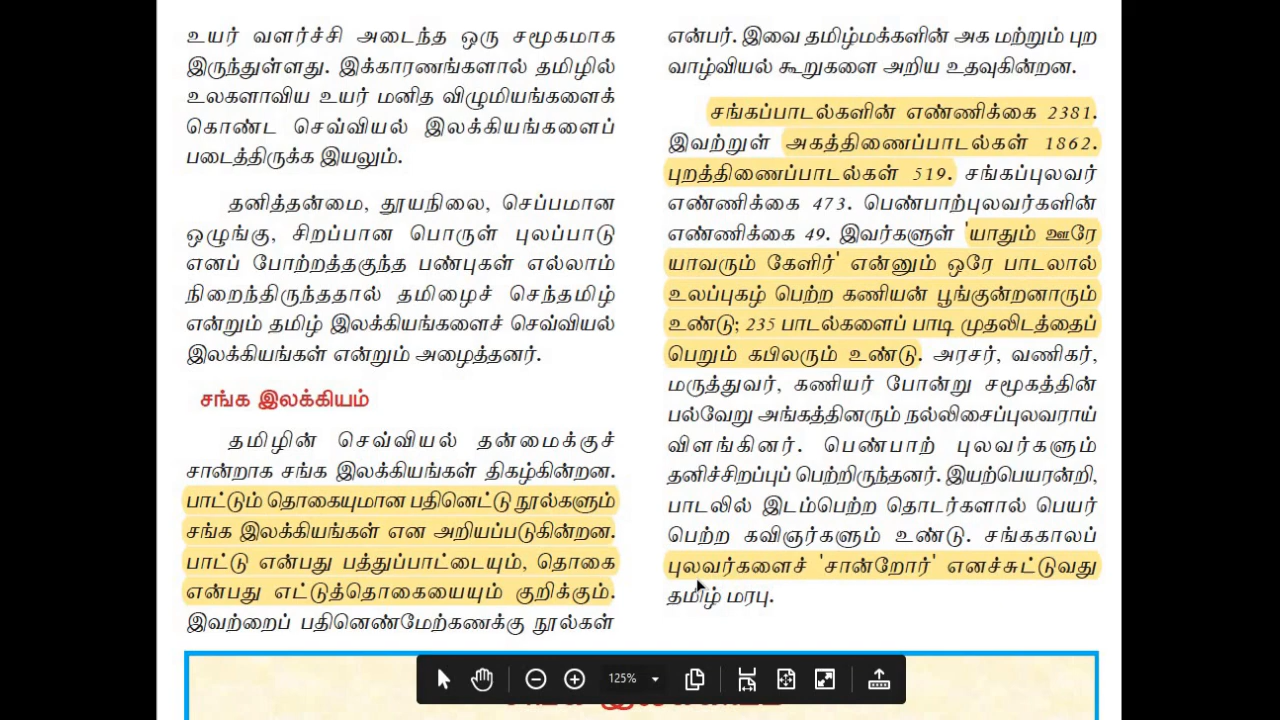 உயர் வளர்ச்சி அடைந்த ஒரு சமூகமாக
இருந்துள்ளது. இக்காரணங்களால் தமிழில்
உலகளாவிய உயர் மனித விழுமியங்களைக்
கொண்ட செவ்வியல் இலக்கியங்களைப்
படைத்திருக்க இயலும்.
தனித்தன்மை, தூயநிலை, செப்பமான
ஒழுங்கு, சிறப்பான பொருள் புலப்பாடு
எனப் போற்றத்தகுந்த பண்புகள் எல்லாம்
நிறைந்திருந்ததால் தமிழைச் செந்தமிழ்
என்றும் தமிழ் இலக்கியங்களைச் செவ்வியல்
இலக்கியங்கள் என்றும் அழைத்தனர்.
சங்க இலக்கியம்
தமிழின் செவ்வியல் தன்மைக்குச்
சான்றாக சங்க இலக்கியங்கள் திகழ்கின்றன.
பாட்டும் தொகையுமான பதினெட்டு நூல்களும்
சங்க இலக்கியங்கள் என அறியப்படுகின்றன.
பாட்டு என்பது பத்துப்பாட்டையும், தொகை
என்பது எட்டுத்தொகையையும் குறிக்கும்.
இவற்றைப் பதினெண்மேற்கணக்கு நூல்கள்
என்பர். இவை தமிழ்மக்களின் அக மற்றும் புற
வாழ்வியல் கூறுகளை அறிய உதவுகின்றன.
சங்கப்பாடல்களின் எண்ணிக்கை 2381.
இவற்றுள் அகத்திணைப்பாடல்கள் 1862.
புறத்திணைப்பாடல்கள் 519. சங்கப்புலவர்
எண்ணிக்கை 473. பெண்பாற்புலவர்களின்
எண்ணிக்கை 49. இவர்களுள் 'யாதும் ஊரே
யாவரும் கேளிர்' என்னும் ஒரே பாடலால்
உலப்புகழ் பெற்ற கணியன் பூங்குன்றனாரும்
உண்டு; 235 பாடல்களைப் பாடி முதலிடத்தைப்
பெறும் கபிலரும் உண்டு. அரசர், வணிகர்,
மருத்துவர், கணியர் போன்று சமூகத்தின்
பல்வேறு அங்கத்தினரும் நல்லிசைப்புலவராய்
விளங்கினர். பெண்பாற் புலவர்களும்
தனிச்சிறப்புப் பெற்றிருந்தனர். இயற்பெயரன்றி,
பாடலில் இடம்பெற்ற தொடர்களால் பெயர்
பெற்ற கவிஞர்களும் உண்டு. சங்ககாலப்
புலவர்களைச் 'சான்றோர்' எனச்சுட்டுவது
தமிழ் மரபு.
125%